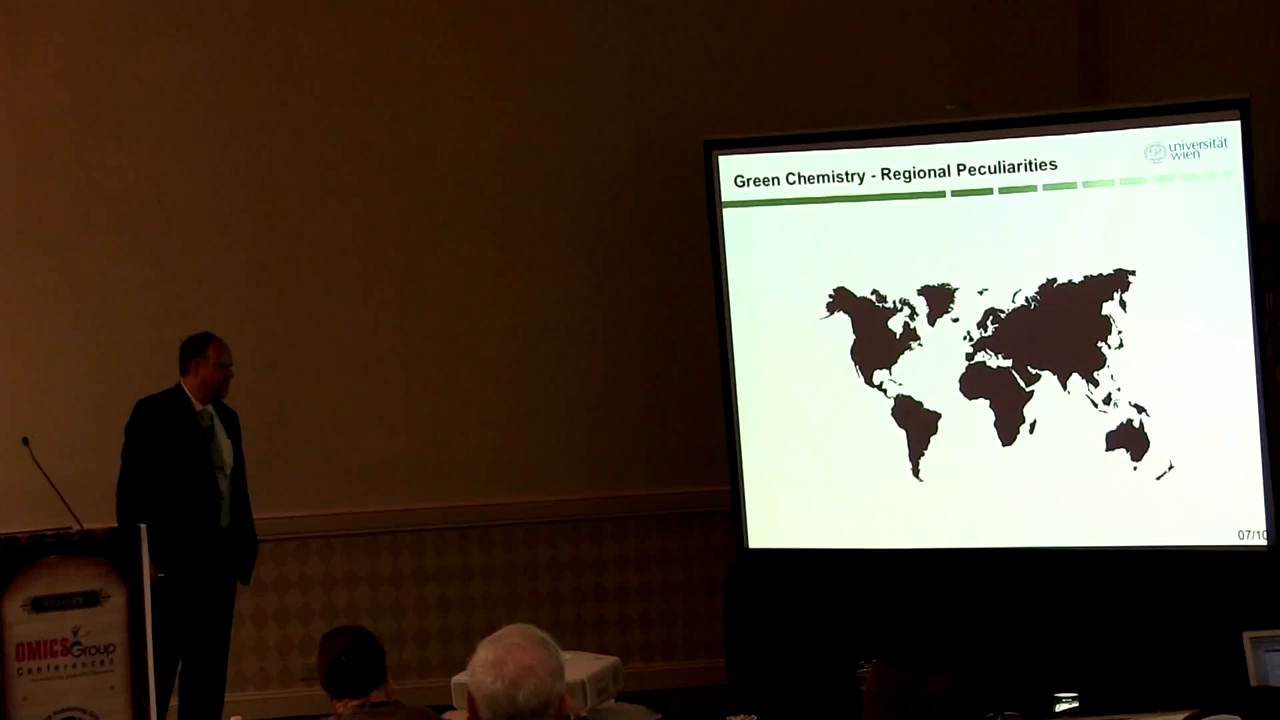 Green Chemistry - Regional Peculiarities
universität
wien
07/10
OMICS Group
Conferences